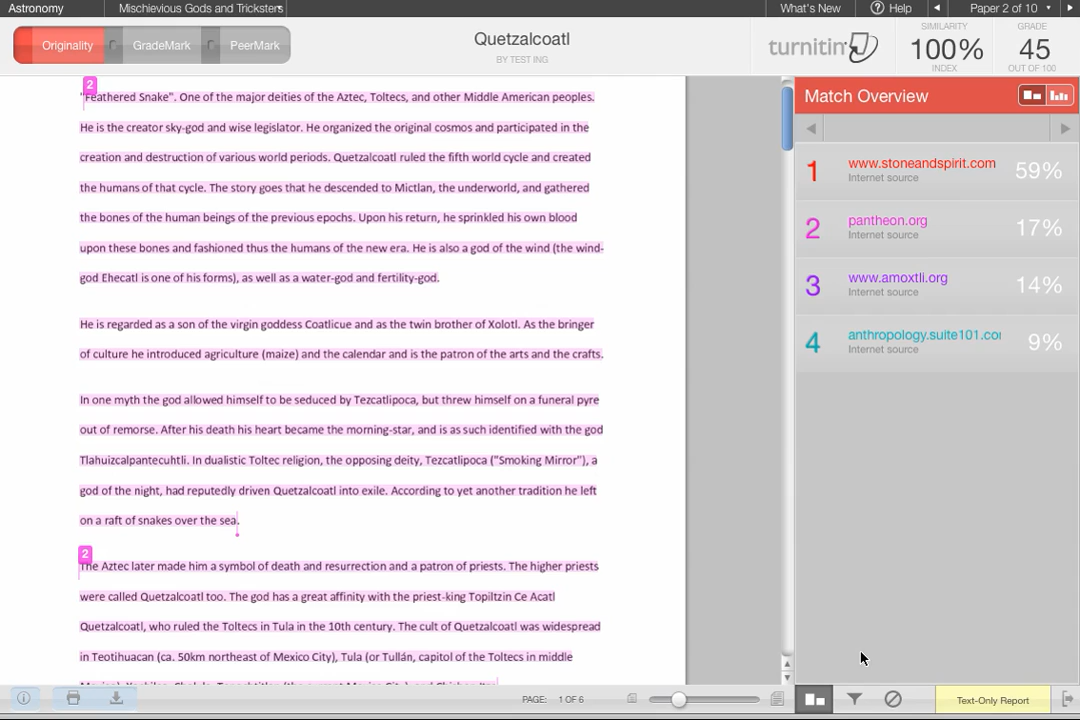 Astronomy
Mischievious Gods and Tricksters
What's New
Help
Paper 2 of 10
Originality
GradeMark
PeerMark
Quetzalcoatl
BY TEST ING
turnitin
SIMILARITY
100%
INDEX
GRADE
45
OUT OF 100
2
"Feathered Snake". One of the major deities of the Aztec, Toltecs, and other Middle American peoples.
He is the creator sky-god and wise legislator. He organized the original cosmos and participated in the
creation and destruction of various world periods. Quetzalcoatl ruled the fifth world cycle and created
the humans of that cycle. The story goes that he descended to Mictlan, the underworld, and gathered
the bones of the human beings of the previous epochs. Upon his return, he sprinkled his own blood
upon these bones and fashioned thus the humans of the new era. He is also a god of the wind (the wind-
god Ehecatl is one of his forms), as well as a water-god and fertility-god.
He is regarded as a son of the virgin goddess Coatlicue and as the twin brother of Xolotl. As the bringer
of culture he introduced agriculture (maize) and the calendar and is the patron of the arts and the crafts.
In one myth the god allowed himself to be seduced by Tezcatlipoca, but threw himself on a funeral pyre
out of remorse. After his death his heart became the morning-star, and is as such identified with the god
Tlahuizcalpantecuhtli. In dualistic Toltec religion, the opposing deity, Tezcatlipoca ("Smoking Mirror"), a
god of the night, had reputedly driven Quetzalcoatl into exile. According to yet another tradition he left
on a raft of snakes over the sea.
2
The Aztec later made him a symbol of death and resurrection and a patron of priests. The higher priests
were called Quetzalcoatl too. The god has a great affinity with the priest-king Topiltzin Ce Acatl
Quetzalcoatl, who ruled the Toltecs in Tula in the 10th century. The cult of Quetzalcoatl was widespread
in Teotihuacan (ca. 50km northeast of Mexico City), Tula (or Tullán, capitol of the Toltecs in middle
Match Overview
1
www.stoneandspirit.com
Internet source
59%
2
pantheon.org
Internet source
17%
3
www.amoxtli.org
Internet source
14%
4
anthropology.suite101.co
Internet source
9%
PAGE: 1 OF 6
Text-Only Report